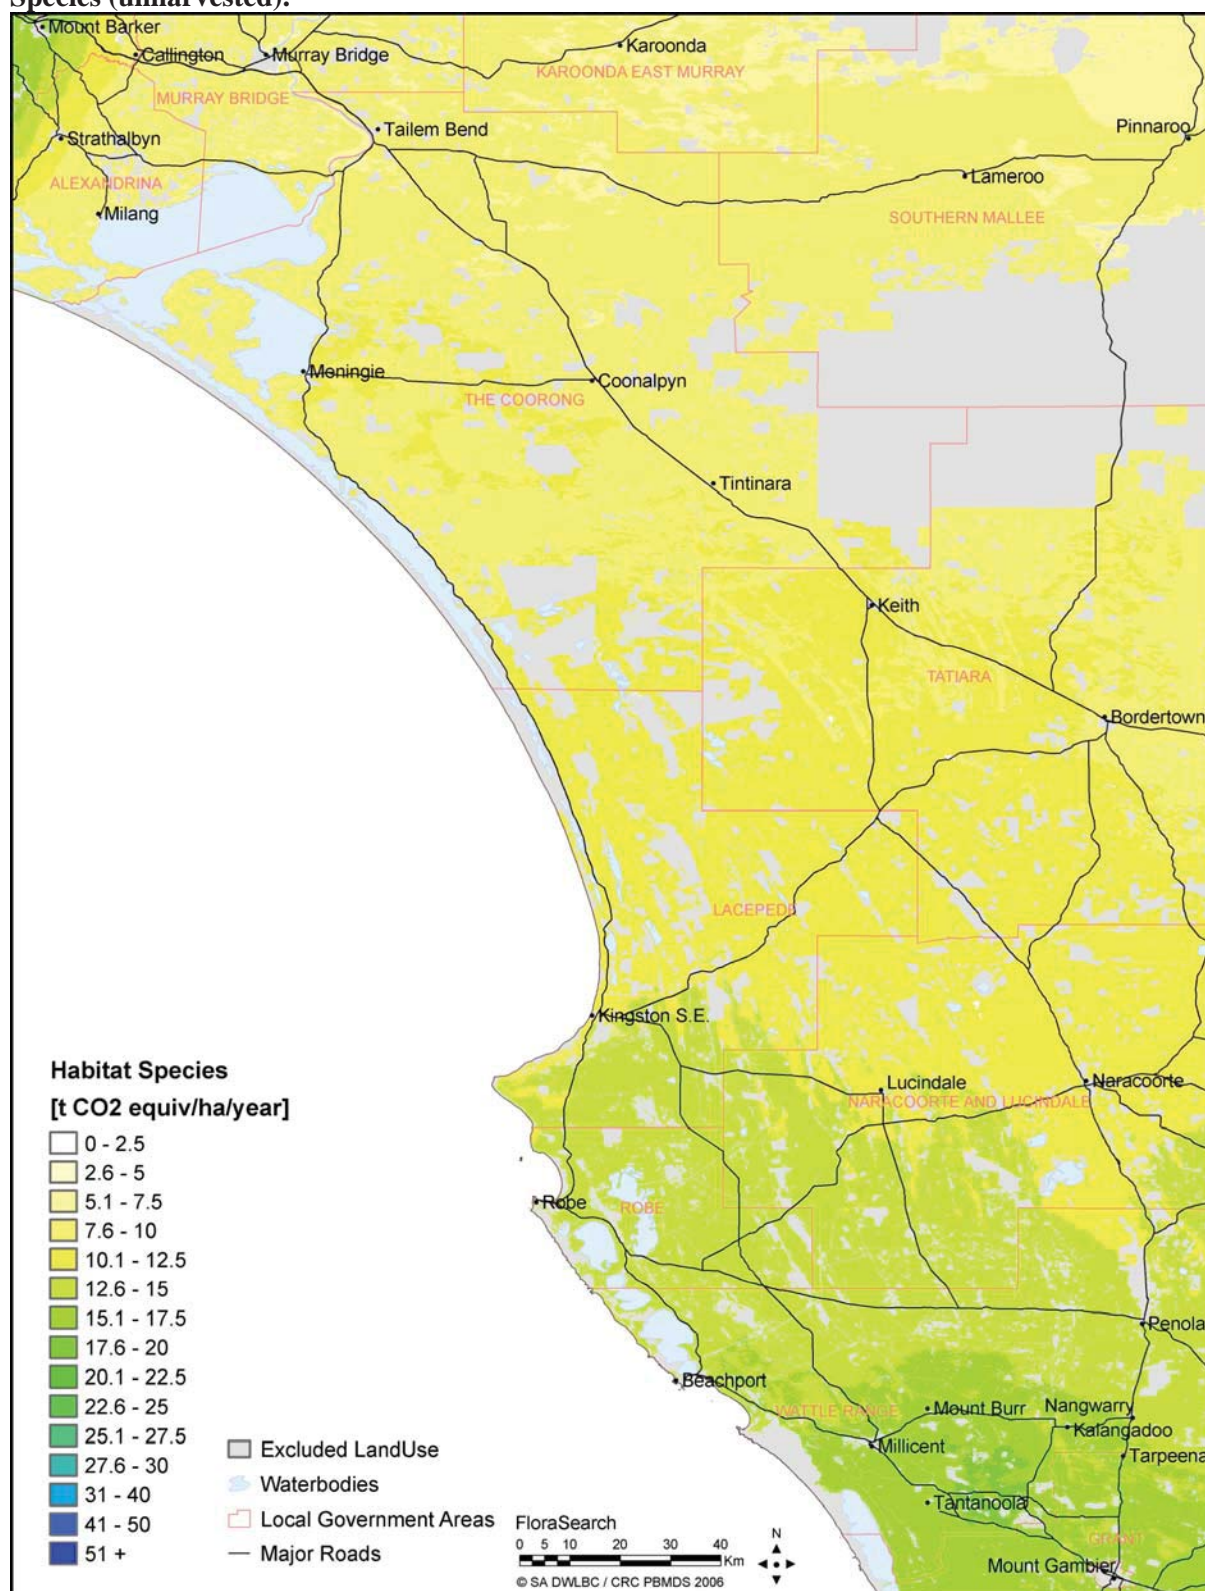 Species (unharvested).
Mount Barker
Callington
Murray Bridge
Karoonda
KAROONDA EAST MURRAY
MURRAY BRIDGE
Tailem Bend
Pinnaroo
Strathalbyn
Lameroo
ALEXANDRINA
Milang
SOUTHERN MALLEE
Meningie
Coonalpyn
THE COORONG
Tintinara
Keith
TATIARA
Bordertown
LACEPEDE
Kingston S.E.
Lucindale
Naracoorte
NARACOORTE AND LUCINDALE
Robe
ROBE
Penola
Beachport
WATTLE RANGE
Mount Burr
Nangwarry
Kalangadoo
Millicent
Tarpeena
Tantanoola
GRANT
Mount Gambier
Habitat Species
[t CO2 equiv/ha/year]
0 - 2.5
2.6 - 5
5.1 - 7.5
7.6 - 10
10.1 - 12.5
12.6 - 15
15.1 - 17.5
17.6 - 20
20.1 - 22.5
22.6 - 25
25.1 - 27.5
27.6 - 30
31 - 40
41 - 50
51 +
Excluded LandUse
Waterbodies
Local Government Areas
Major Roads
FloraSearch
0 5 10 20 30 40
Km
N
© SA DWLBC / CRC PBMDS 2006